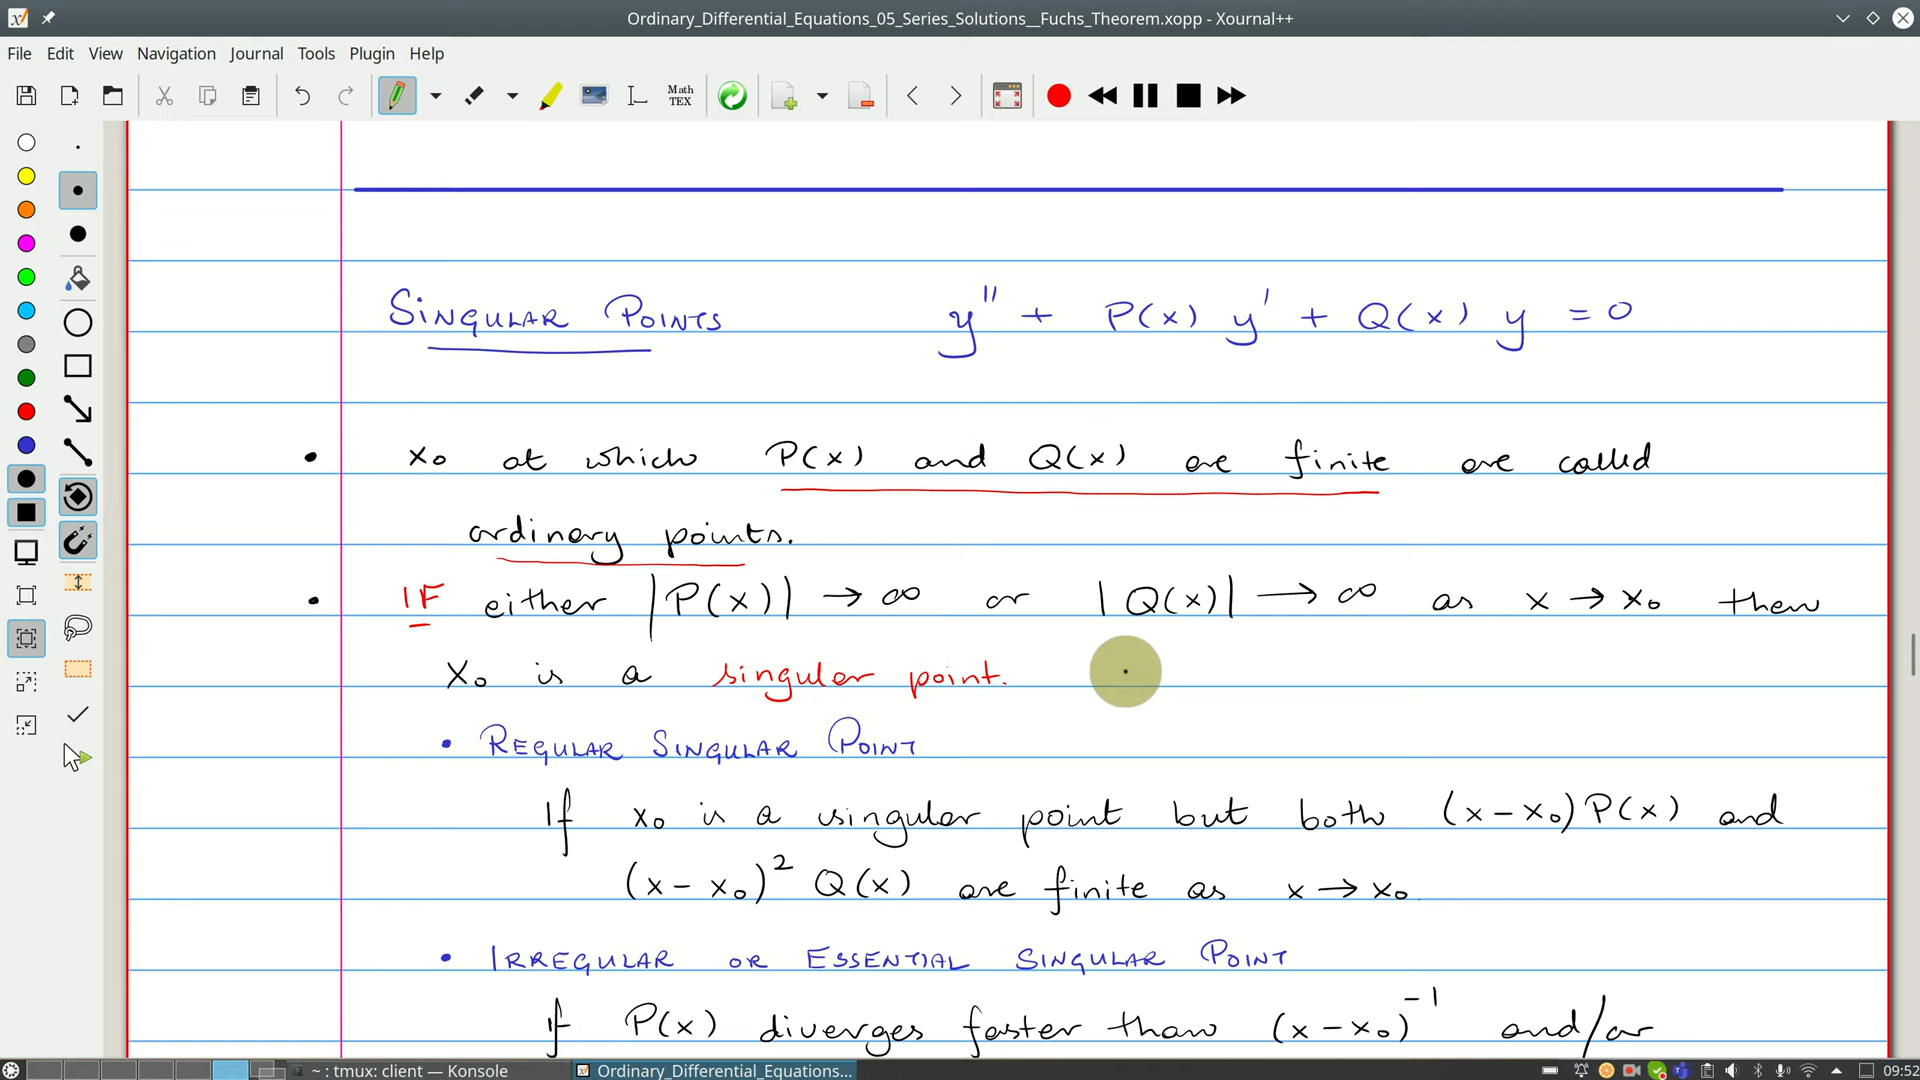 Ordinary_Differential_Equations_05_Series_Solutions__Fuchs_Theorem.xopp - Xournal++
File Edit View Navigation Journal Tools Plugin Help
Math TEX
SINGULAR POINTS y'' + P(x) y' + Q(x) y = 0
• x₀ at which P(x) and Q(x) are finite are called
ordinary points.
• IF either |P(x)| → ∞ or |Q(x)| → ∞ as x → x₀ then
x₀ is a singular point.
• REGULAR SINGULAR POINT
If x₀ is a singular point but both (x-x₀)P(x) and
(x-x₀)² Q(x) are finite as x → x₀.
• IRREGULAR OR ESSENTIAL SINGULAR POINT
If P(x) diverges faster than (x-x₀)⁻¹ and/or
~ : tmux: client — Konsole Ordinary_Differential_Equations... 09:52